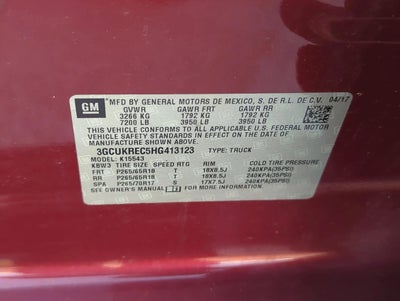 GM
MFD BY GENERAL MOTORS DE MEXICO, S. DE R.L. DE C.V. 04/17
GVWR GAWR FRT GAWR RR
3266 KG 1792 KG 1792 KG
7200 LB 3950 LB 3950 LB
THIS VEHICLE CONFORMS TO ALL APPLICABLE U.S. FEDERAL MOTOR
VEHICLE SAFETY STANDARDS IN EFFECT ON THE DATE OF
MANUFACTURE SHOWN ABOVE.
3GCUKREC5HG413123 TYPE: TRUCK
MODEL: K15543
KBW3 TIRE SIZE SPEED RTG RIM COLD TIRE PRESSURE
FRT P265/65R18 T 18X8.5J 240KPA(35PSI)
RR P265/65R18 T 18X8.5J 240KPA(35PSI)
SPA P265/70R17 S 17X7.5J 240KPA(35PSI)
SEE OWNER'S MANUAL FOR MORE INFORMATION.